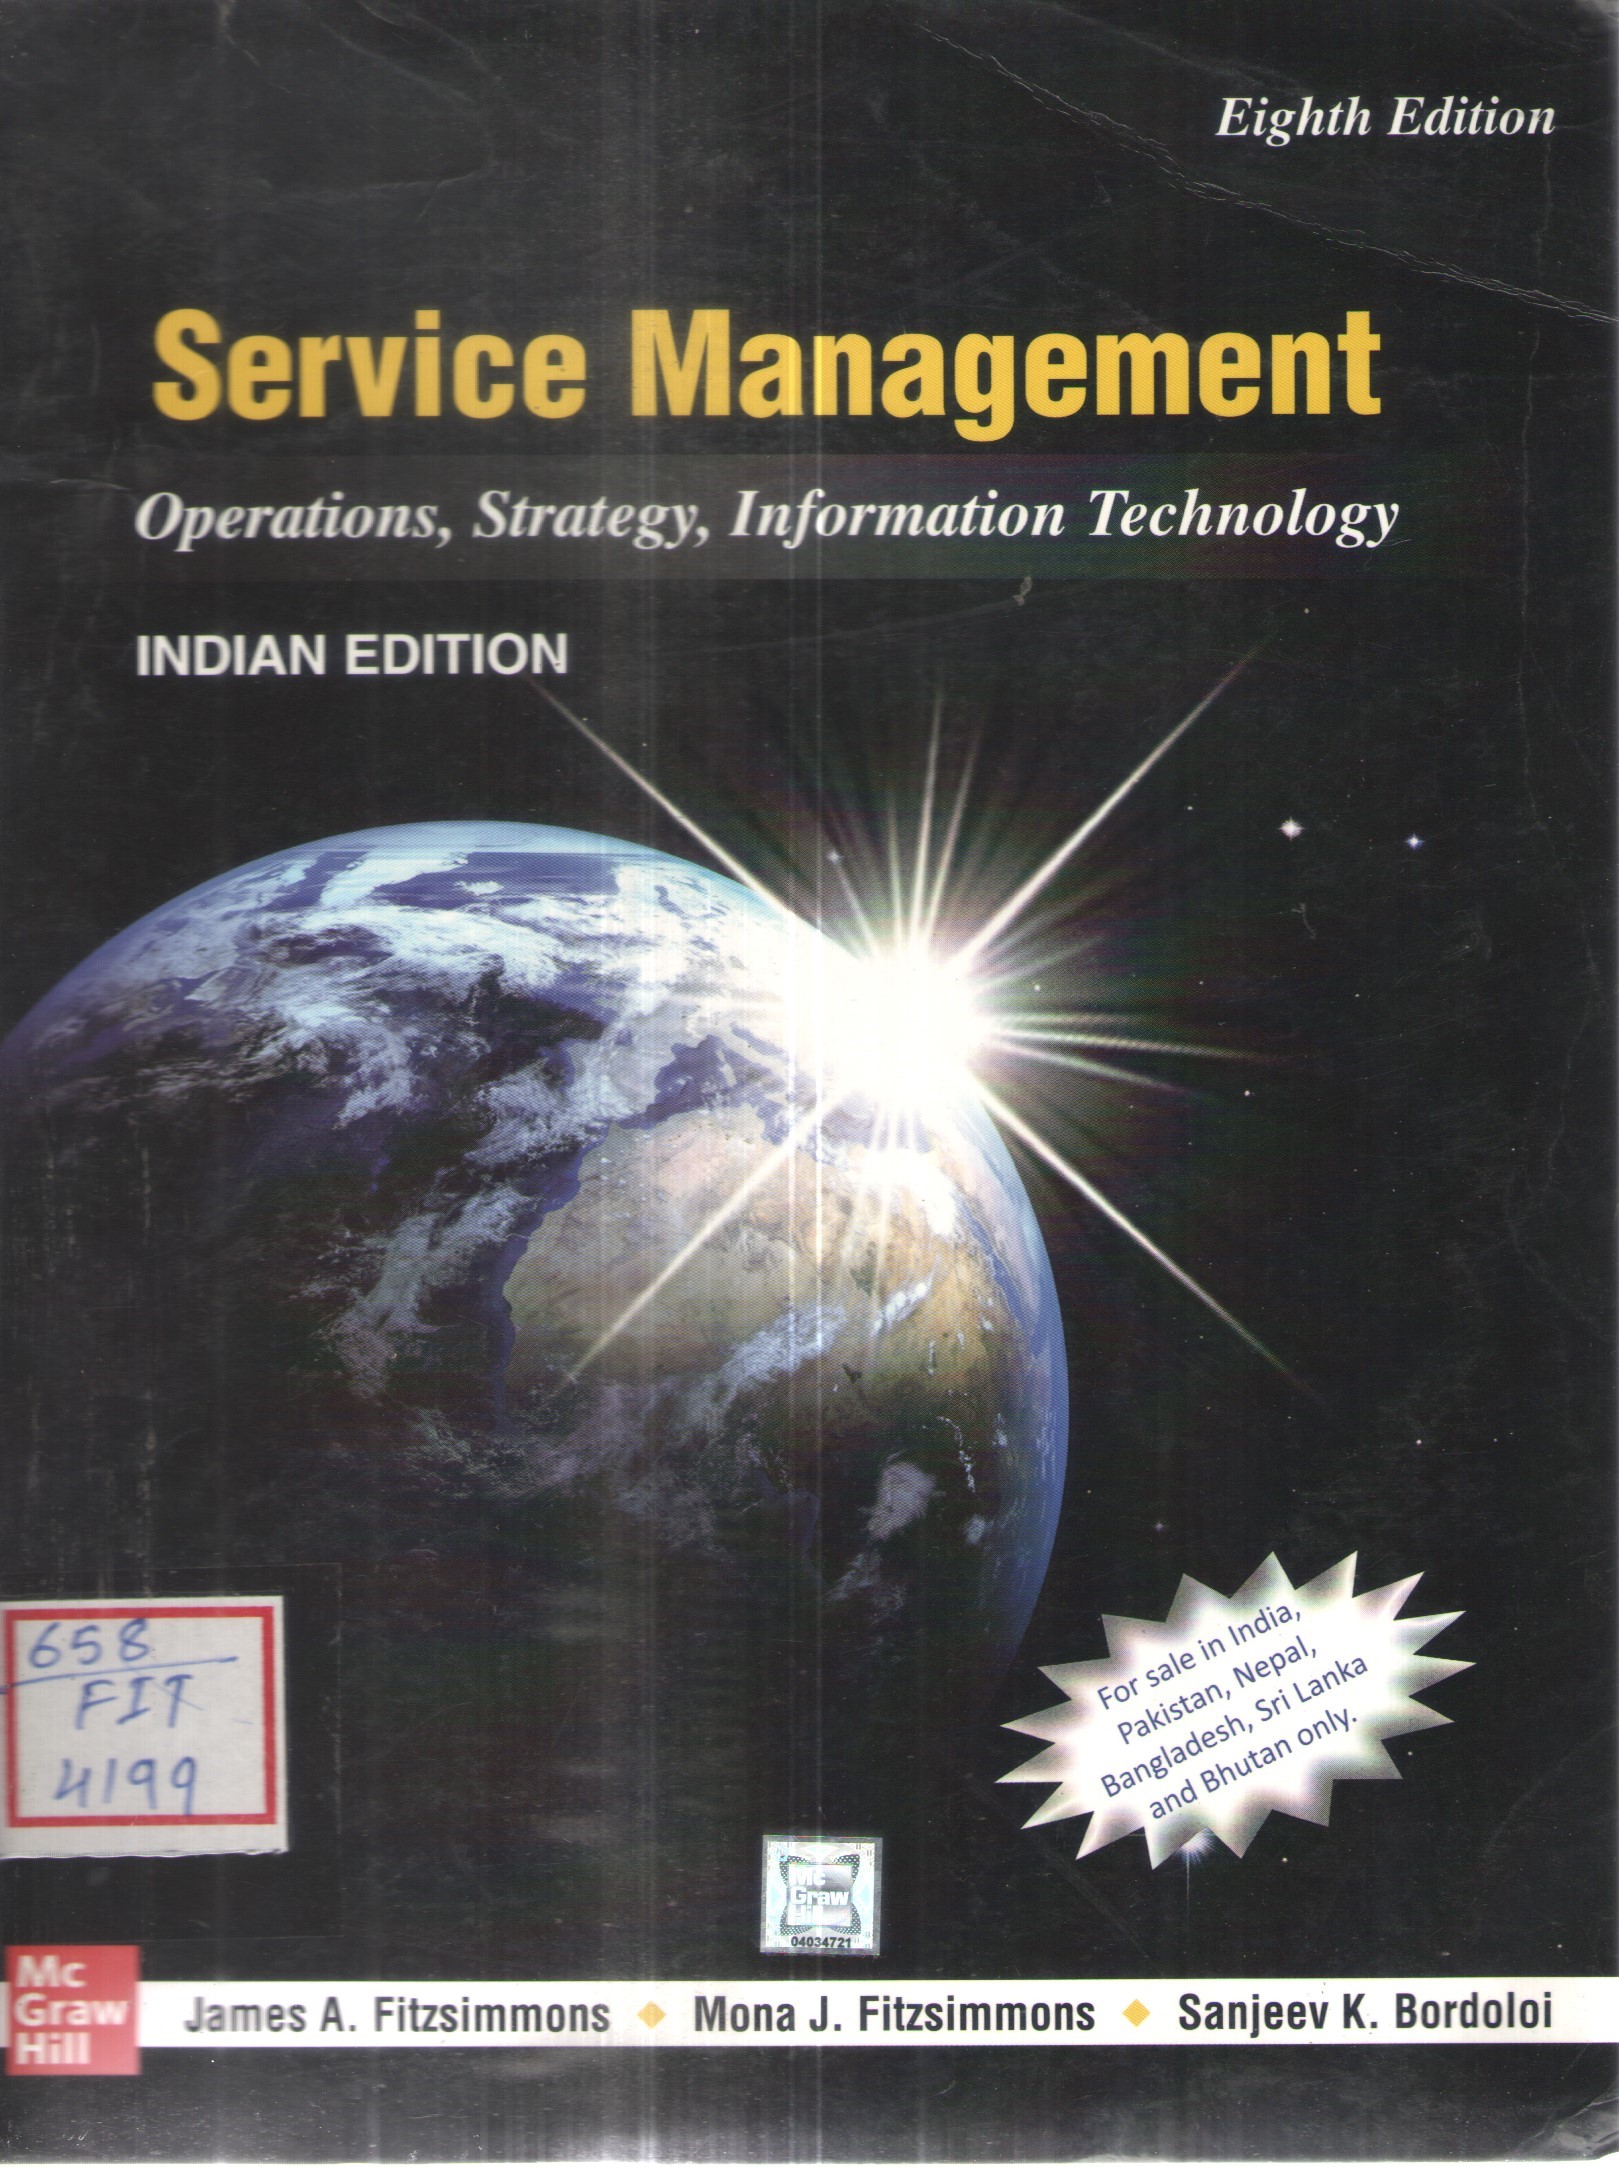 Eighth Edition
Service Management
Operations, Strategy, Information Technology
INDIAN EDITION
For sale in India,
Pakistan, Nepal,
Bangladesh, Sri Lanka
and Bhutan only.
658
FIT
4199
Mc
Graw
Hill
04034721
Mc
Graw
Hill
James A. Fitzsimmons ◆ Mona J. Fitzsimmons ◆ Sanjeev K. Bordoloi